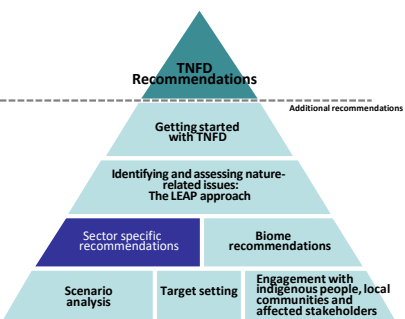 TNFD
Recommendations
Additional recommendations
Getting started
with TNFD
Identifying and assessing nature-
related issues:
The LEAP approach
Sector specific
recommendations
Biome
recommendations
Scenario
analysis
Target setting
Engagement with
indigenous people, local
communities and
affected stakeholders